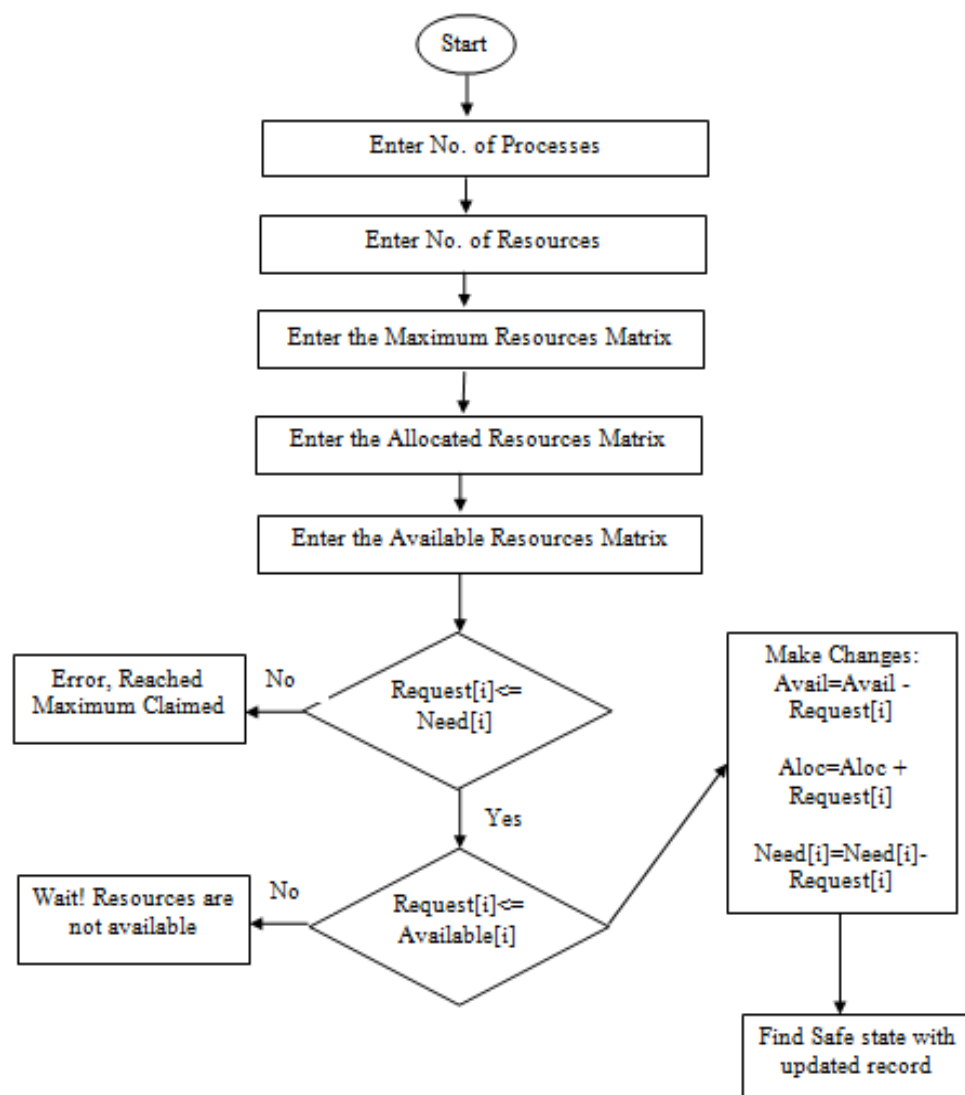 Start
Enter No. of Processes
Enter No. of Resources
Enter the Maximum Resources Matrix
Enter the Allocated Resources Matrix
Enter the Available Resources Matrix
Request[i]<=
Need[i]
No
Error, Reached
Maximum Claimed
Yes
Request[i]<=
Available[i]
No
Wait! Resources are
not available
Make Changes:
Avail=Avail -
Request[i]
Aloc=Aloc +
Request[i]
Need[i]=Need[i]-
Request[i]
Find Safe state with
updated record